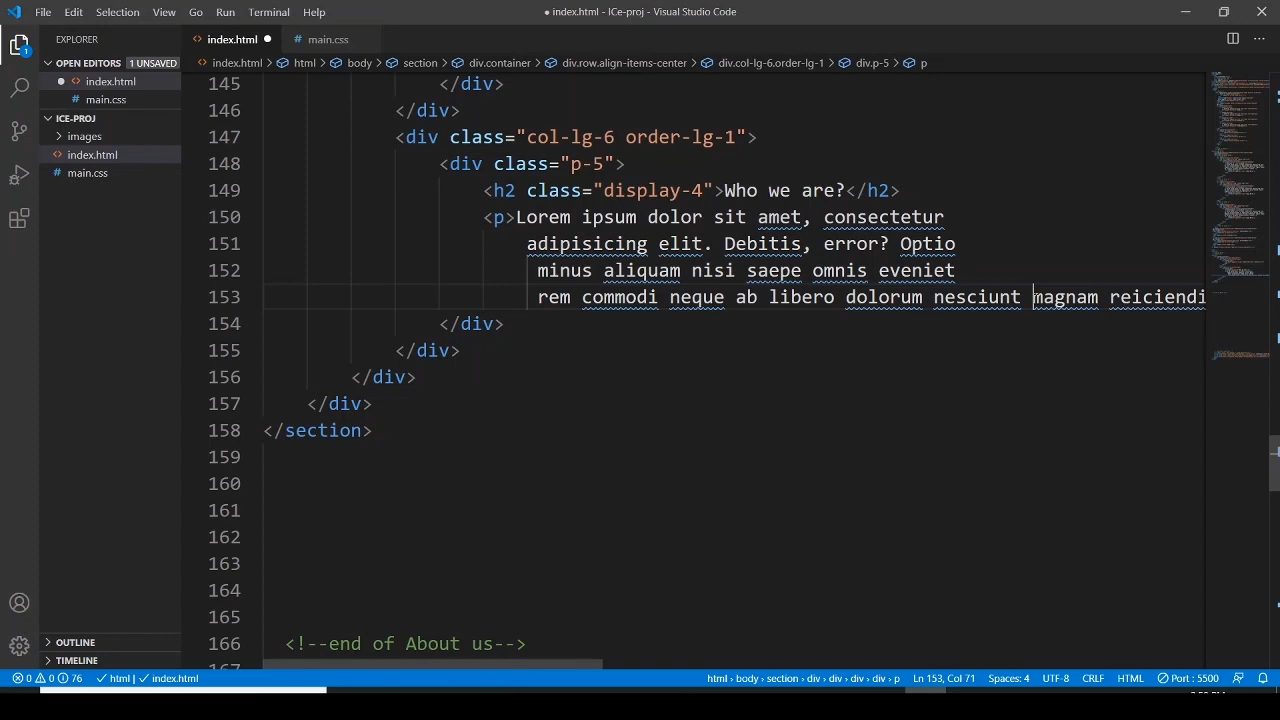 File Edit Selection View Go Run Terminal Help
● index.html - ICe-proj - Visual Studio Code
EXPLORER
index.html ●
main.css
OPEN EDITORS 1 UNSAVED
index.html > html > body > section > div.container > div.row.align-items-center > div.col-lg-6.order-lg-1 > div.p-5 > p
● index.html
main.css
ICE-PROJ
images
index.html
main.css
145 </div>
146 </div>
147 <div class="col-lg-6 order-lg-1">
148 <div class="p-5">
149 <h2 class="display-4">Who we are?</h2>
150 <p>Lorem ipsum dolor sit amet, consectetur
151 adipisicing elit. Debitis, error? Optio
152 minus aliquam nisi saepe omnis eveniet
153 rem commodi neque ab libero dolorum nesciunt magnam reiciendi
154 </div>
155 </div>
156 </div>
157 </div>
158 </section>
159
160
161
162
163
164
165
166 <!--end of About us-->
167
OUTLINE
TIMELINE
0 0 76 html | index.html
html > body > section > div > div > div > div > p
Ln 153, Col 71 Spaces: 4 UTF-8 CRLF HTML Port : 5500
1